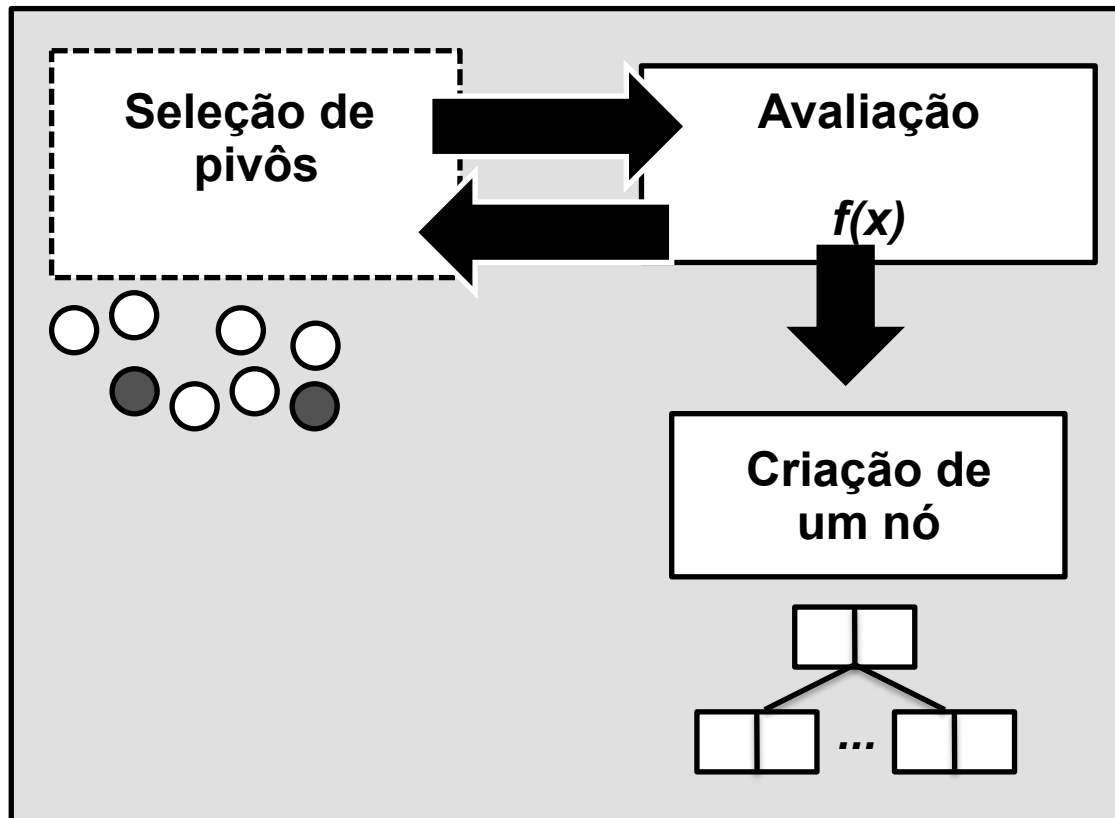 Seleção de
pivôs
Avaliação
f(x)
Criação de
um nó
...